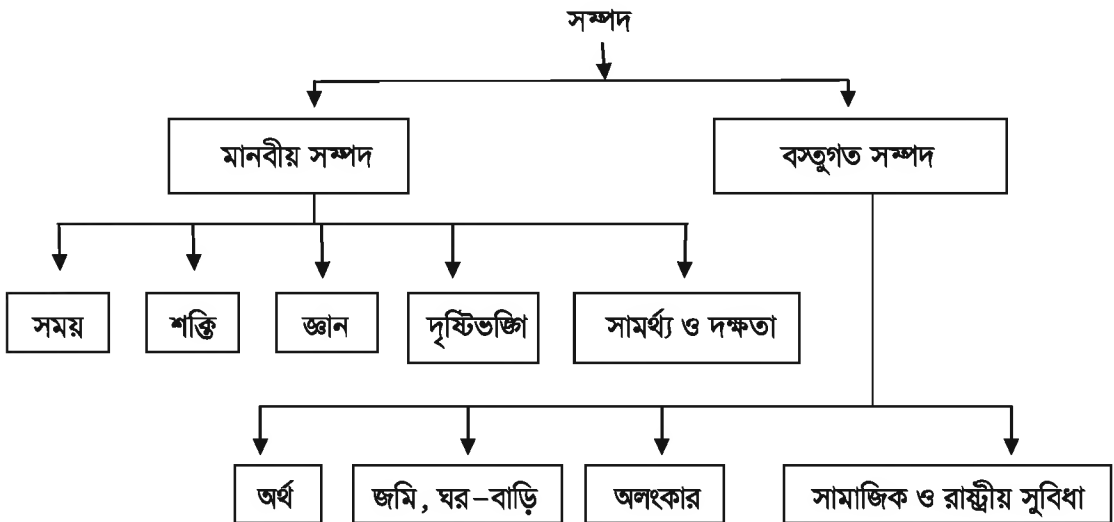 সম্পদ
মানবীয় সম্পদ
বস্তুগত সম্পদ
সময়
শক্তি
জ্ঞান
দৃষ্টিভঙ্গি
সামর্থ্য ও দক্ষতা
অর্থ
জমি, ঘর-বাড়ি
অলংকার
সামাজিক ও রাষ্ট্রীয় সুবিধা